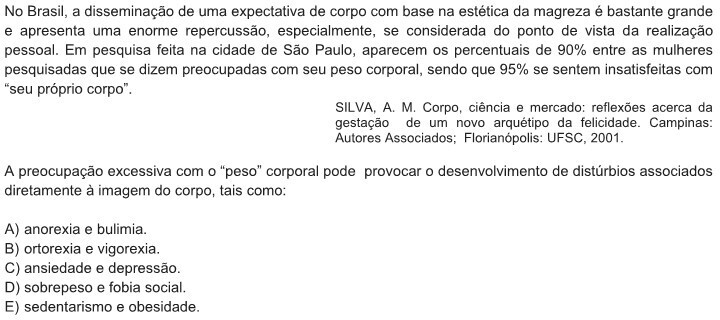 No Brasil, a disseminação de uma expectativa de corpo com base na estética da magreza é bastante grande
e apresenta uma enorme repercussão, especialmente, se considerada do ponto de vista da realização
pessoal. Em pesquisa feita na cidade de São Paulo, aparecem os percentuais de 90% entre as mulheres
pesquisadas que se dizem preocupadas com seu peso corporal, sendo que 95% se sentem insatisfeitas com
“seu próprio corpo”.
SILVA, A. M. Corpo, ciência e mercado: reflexões acerca da
gestação de um novo arquétipo da felicidade. Campinas:
Autores Associados; Florianópolis: UFSC, 2001.
A preocupação excessiva com o “peso” corporal pode provocar o desenvolvimento de distúrbios associados
diretamente à imagem do corpo, tais como:
A) anorexia e bulimia.
B) ortorexia e vigorexia.
C) ansiedade e depressão.
D) sobrepeso e fobia social.
E) sedentarismo e obesidade.